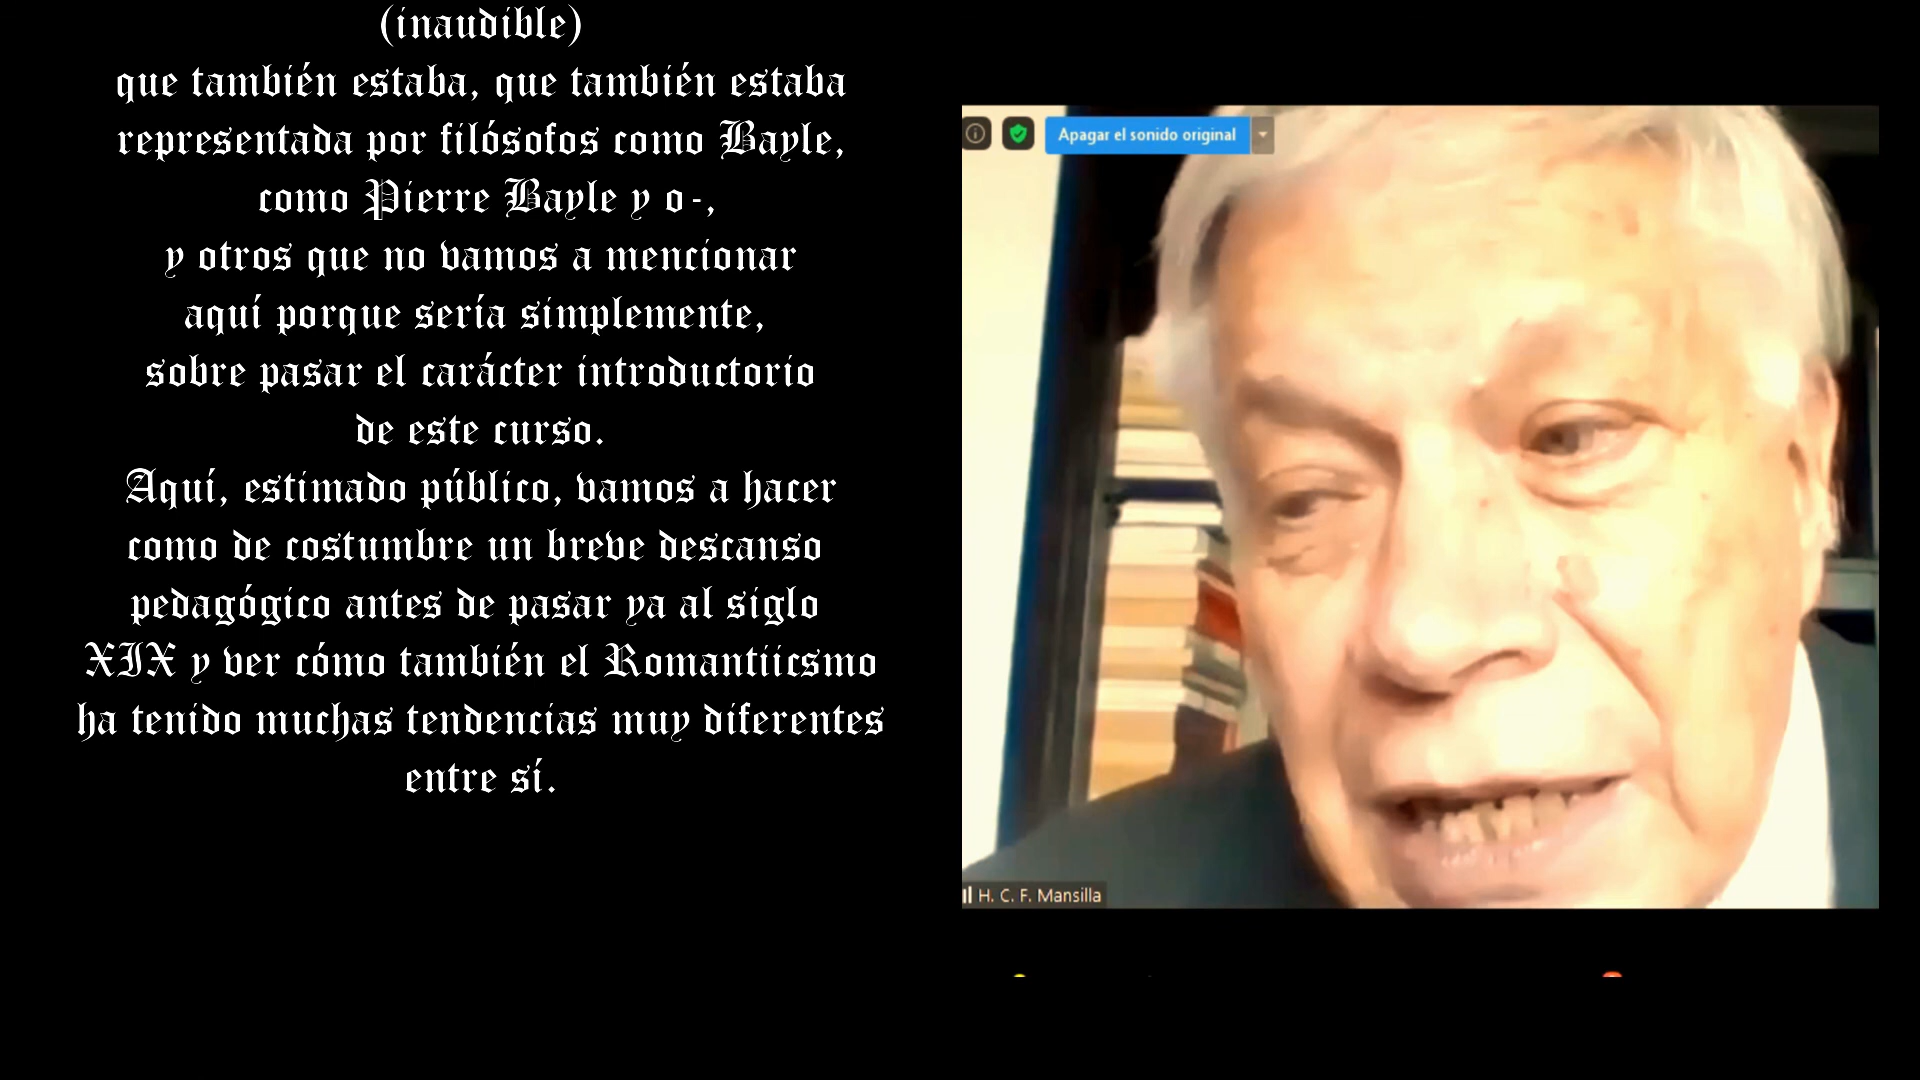 (inaudible)
que también estaba, que también estaba
representada por filósofos como Bayle,
como Pierre Bayle y o-,
y otros que no vamos a mencionar
aquí porque sería simplemente,
sobre pasar el carácter introductorio
de este curso.
Aquí, estimado público, vamos a hacer
como de costumbre un breve descanso
pedagógico antes de pasar ya al siglo
XIX y ver cómo también el Romantiicsmo
ha tenido muchas tendencias muy diferentes
entre sí.
Apagar el sonido original
H. C. F. Mansilla